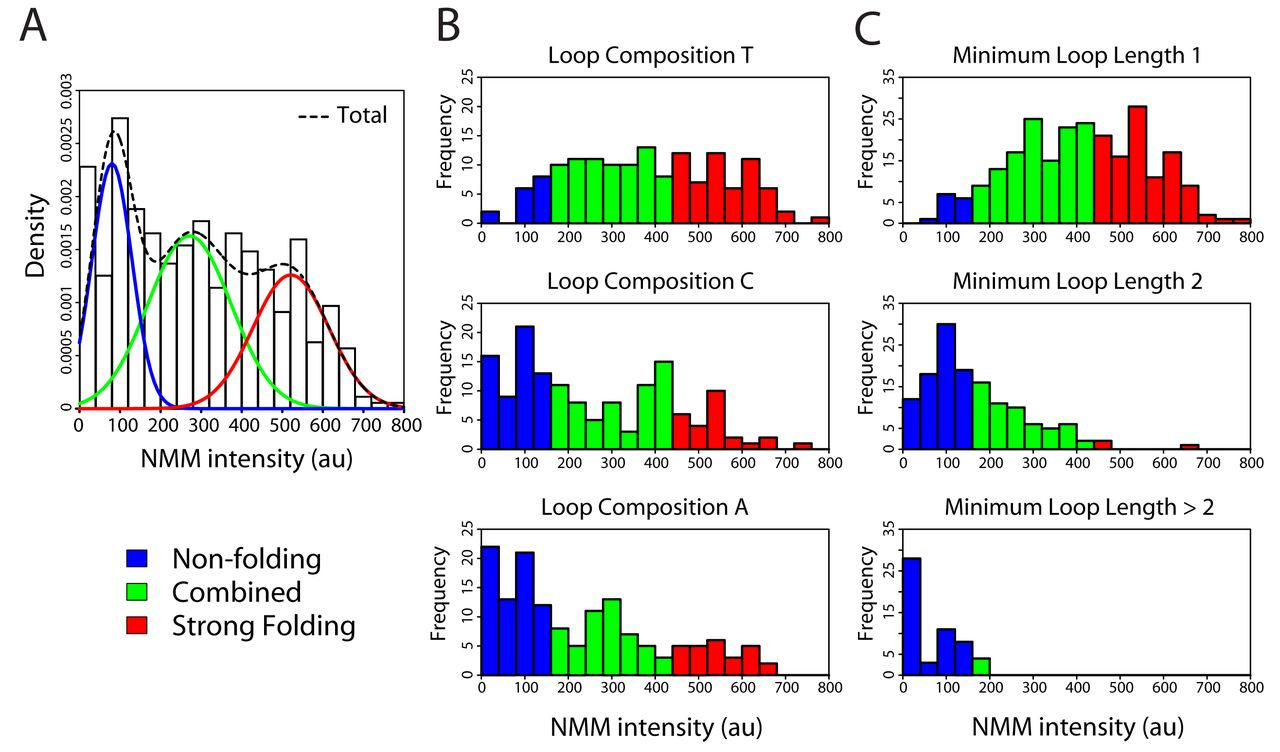 A
0.003
0.0025
0.002
0.0015
0.001
0.0005
0
Density
Total
0 100 200 300 400 500 600 700 800
NMM intensity (au)
Non-folding
Combined
Strong Folding
B
Loop Composition T
Frequency
25
20
15
10
5
0
0 100 200 300 400 500 600 700 800
Loop Composition C
Frequency
25
20
15
10
5
0
0 100 200 300 400 500 600 700 800
Loop Composition A
Frequency
25
20
15
10
5
0
0 100 200 300 400 500 600 700 800
NMM intensity (au)
C
Minimum Loop Length 1
Frequency
35
25
15
5
0
0 100 200 300 400 500 600 700 800
Minimum Loop Length 2
Frequency
35
25
15
5
0
0 100 200 300 400 500 600 700 800
Minimum Loop Length > 2
Frequency
35
25
15
5
0
0 100 200 300 400 500 600 700 800
NMM intensity (au)